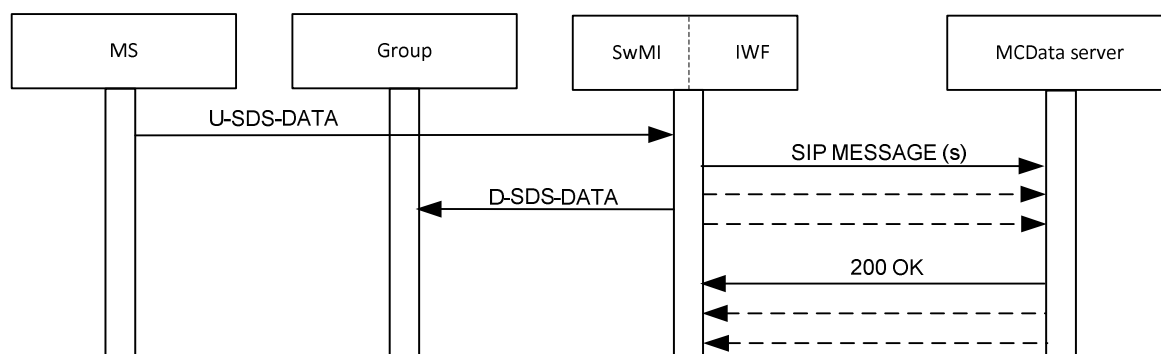 MS
Group
SwMI
IWF
MCData server
U-SDS-DATA
SIP MESSAGE (s)
D-SDS-DATA
200 OK